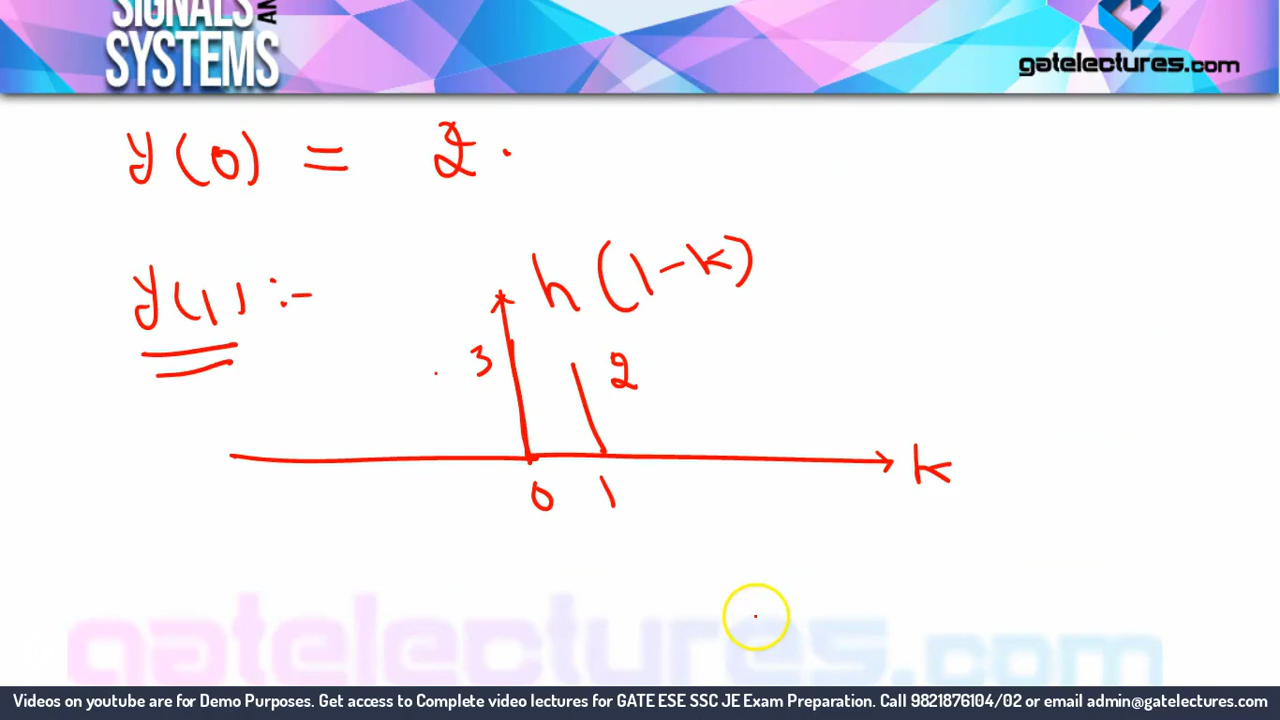 SIGNALS AND
SYSTEMS
gatelectures.com
y(0) = 2.
y(1) :-
h(1-k)
3
2
0 1
k
gatelectures.com
Videos on youtube are for Demo Purposes. Get access to Complete video lectures for GATE ESE SSC JE Exam Preparation. Call 9821876104/02 or email admin@gatelectures.com